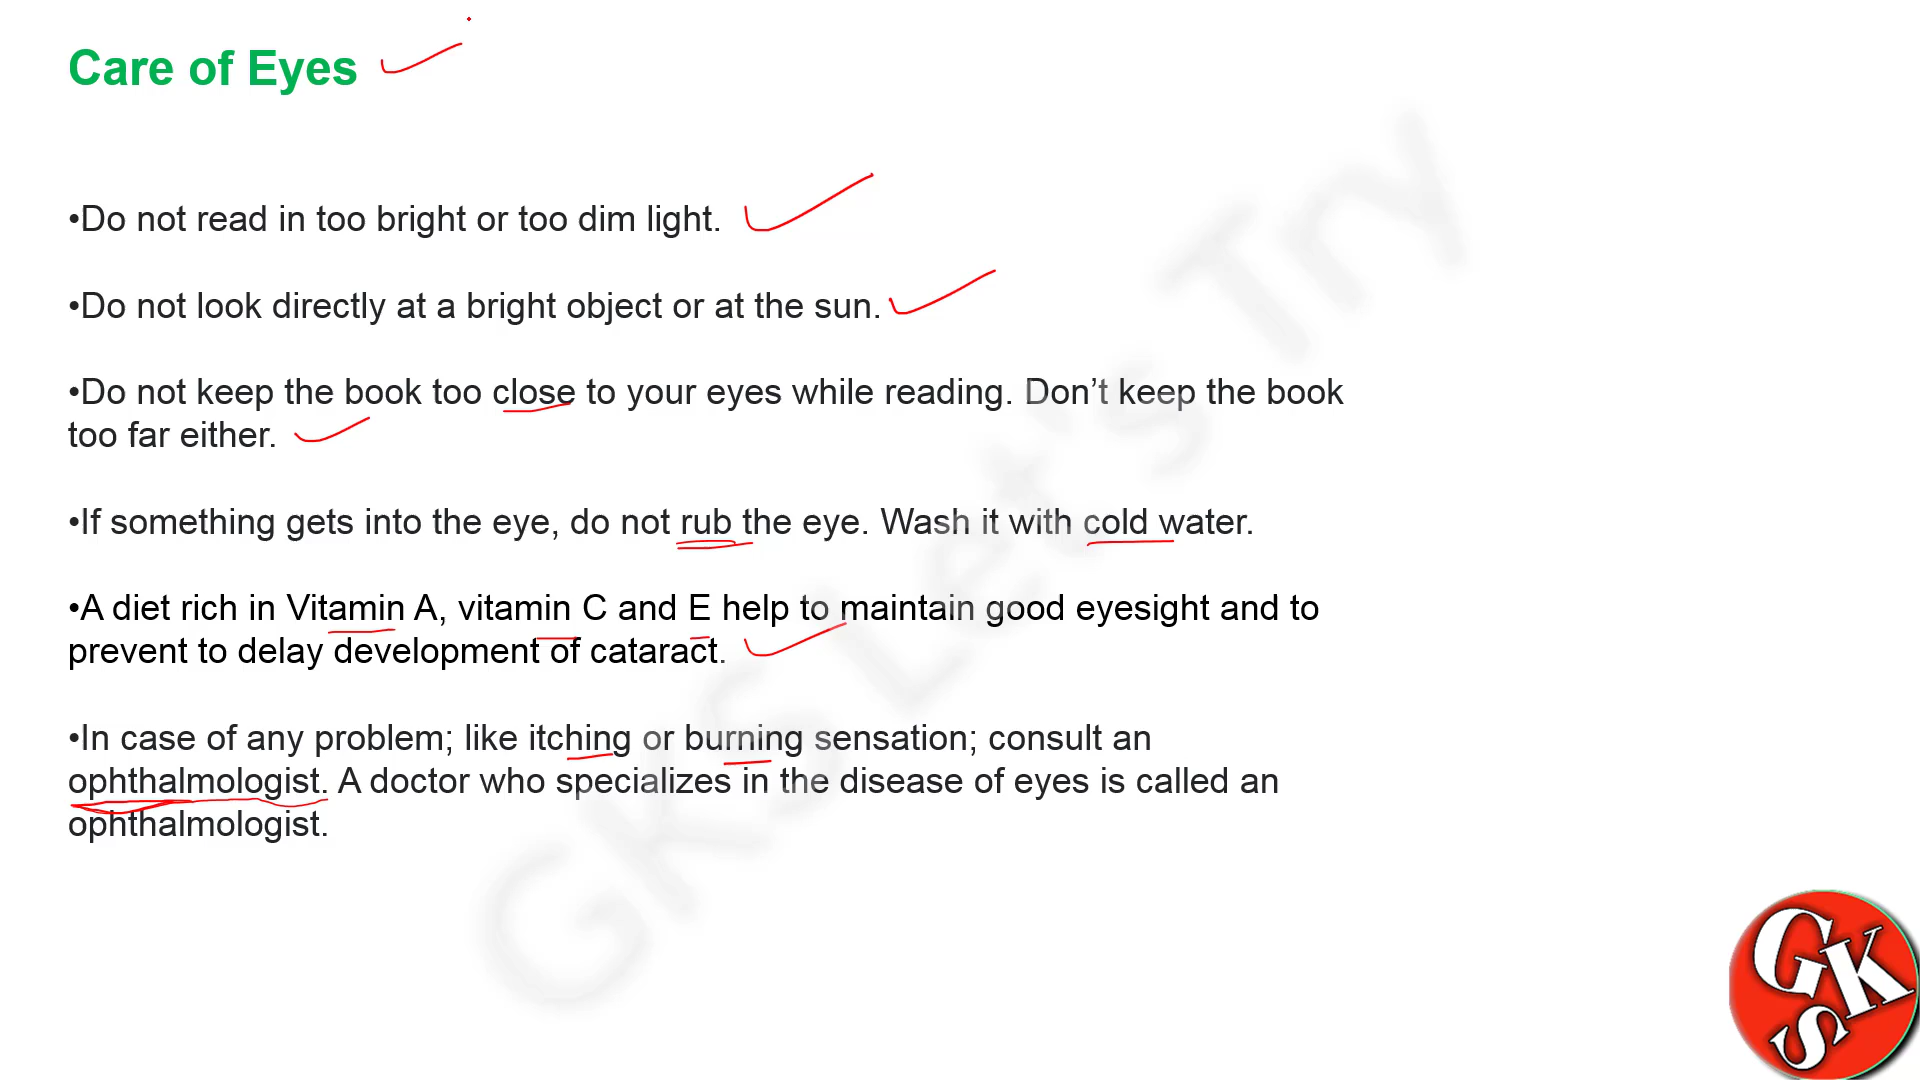 Care of Eyes
•Do not read in too bright or too dim light.
•Do not look directly at a bright object or at the sun.
•Do not keep the book too close to your eyes while reading. Don’t keep the book
too far either.
•If something gets into the eye, do not rub the eye. Wash it with cold water.
•A diet rich in Vitamin A, vitamin C and E help to maintain good eyesight and to
prevent to delay development of cataract.
•In case of any problem; like itching or burning sensation; consult an
ophthalmologist. A doctor who specializes in the disease of eyes is called an
ophthalmologist.
GKS Let's Try
GKS